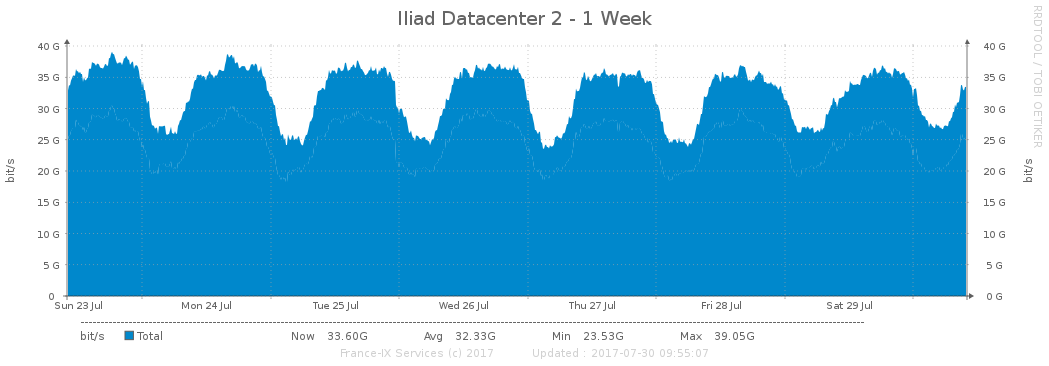 Iliad Datacenter 2 - 1 Week
RRDTOOL / TOBI OETIKER
40 G 40 G
35 G 35 G
30 G 30 G
25 G 25 G
20 G 20 G
15 G 15 G
10 G 10 G
5 G 5 G
0 0 G
bit/s bit/s
Sun 23 Jul Mon 24 Jul Tue 25 Jul Wed 26 Jul Thu 27 Jul Fri 28 Jul Sat 29 Jul
bit/s Total Now 33.60G Avg 32.33G Min 23.53G Max 39.05G
France-IX Services (c) 2017 Updated : 2017-07-30 09:55:07